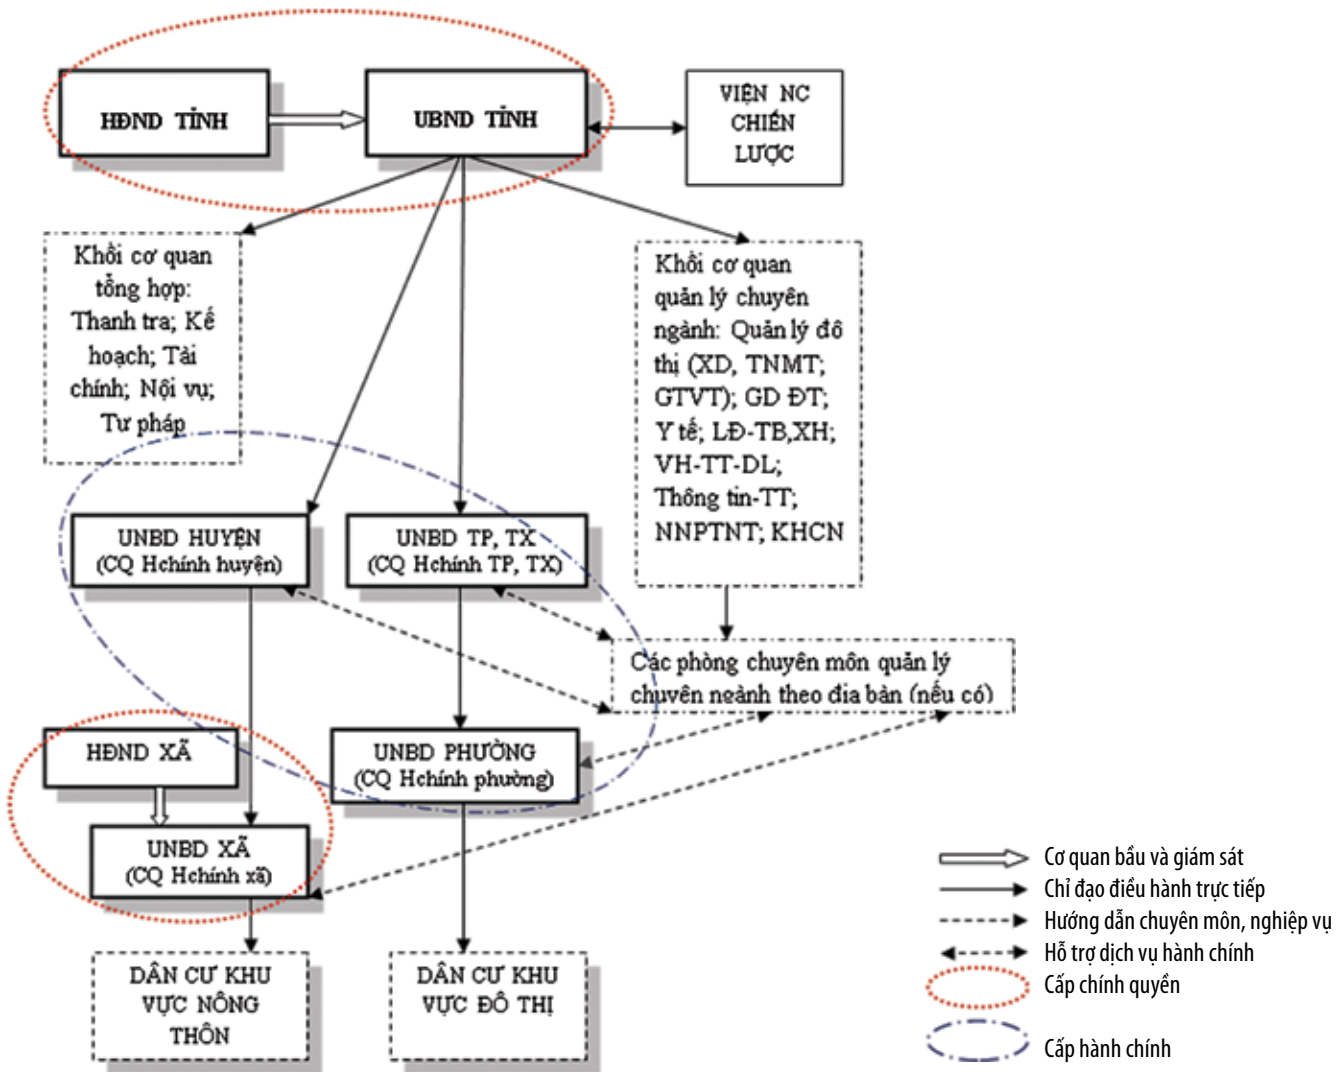 HĐND TỈNH
UBND TỈNH
VIỆN NC
CHIẾN
LƯỢC
Khối cơ quan
tổng hợp:
Thanh tra; Kế
hoạch; Tài
chính; Nội vụ;
Tư pháp
Khối cơ quan
quản lý chuyên
ngành: Quản lý đô
thị (XD, TNMT;
GTVT); GD ĐT;
Y tế; LĐ-TB,XH;
VH-TT-DL;
Thông tin-TT;
NNPTNT; KHCN
UNBD HUYỆN
(CQ Hchính huyện)
UNBD TP, TX
(CQ Hchính TP, TX)
Các phòng chuyên môn quản lý
chuyên ngành theo địa bàn (nếu có)
HĐND XÃ
UNBD PHƯỜNG
(CQ Hchính phường)
UNBD XÃ
(CQ Hchính xã)
DÂN CƯ KHU
VỰC NÔNG
THÔN
DÂN CƯ KHU
VỰC ĐÔ THỊ
Cơ quan bầu và giám sát
Chỉ đạo điều hành trực tiếp
Hướng dẫn chuyên môn, nghiệp vụ
Hỗ trợ dịch vụ hành chính
Cấp chính quyền
Cấp hành chính